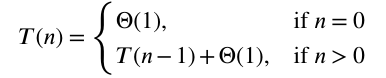 T(n) = { Θ(1), if n = 0
T(n − 1) + Θ(1), if n > 0